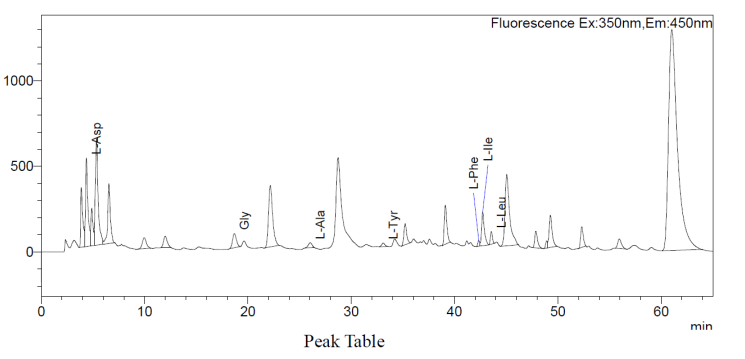 Fluorescence Ex:350nm,Em:450nm
1000
500
0
L-Asp
Gly
L-Ala
L-Tyr
L-Phe
L-Ile
L-Leu
0 10 20 30 40 50 60
min
Peak Table